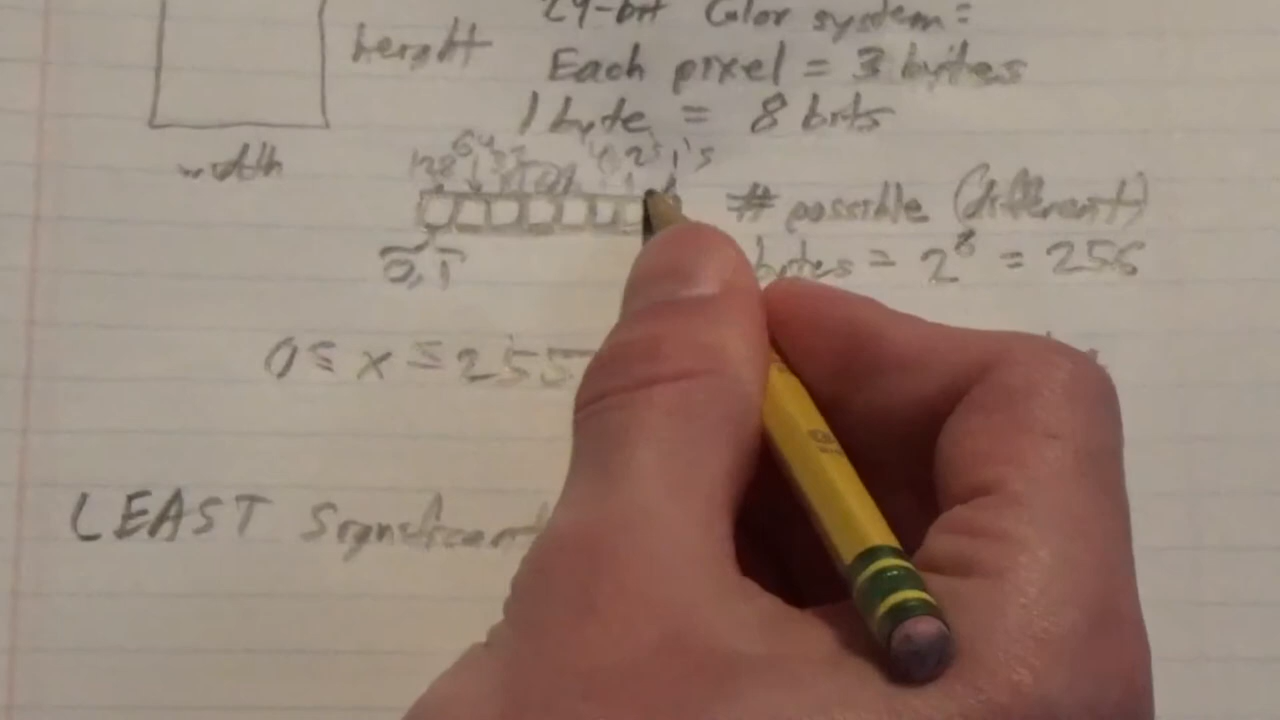 24-bit Color system:
height
Each pixel = 3 bytes
1 byte = 8 bits
width
128 64 32 4's 2's 1's
# possible (different)
bytes = 2^8 = 256
0,1
0 ≤ x ≤ 255
LEAST Significant